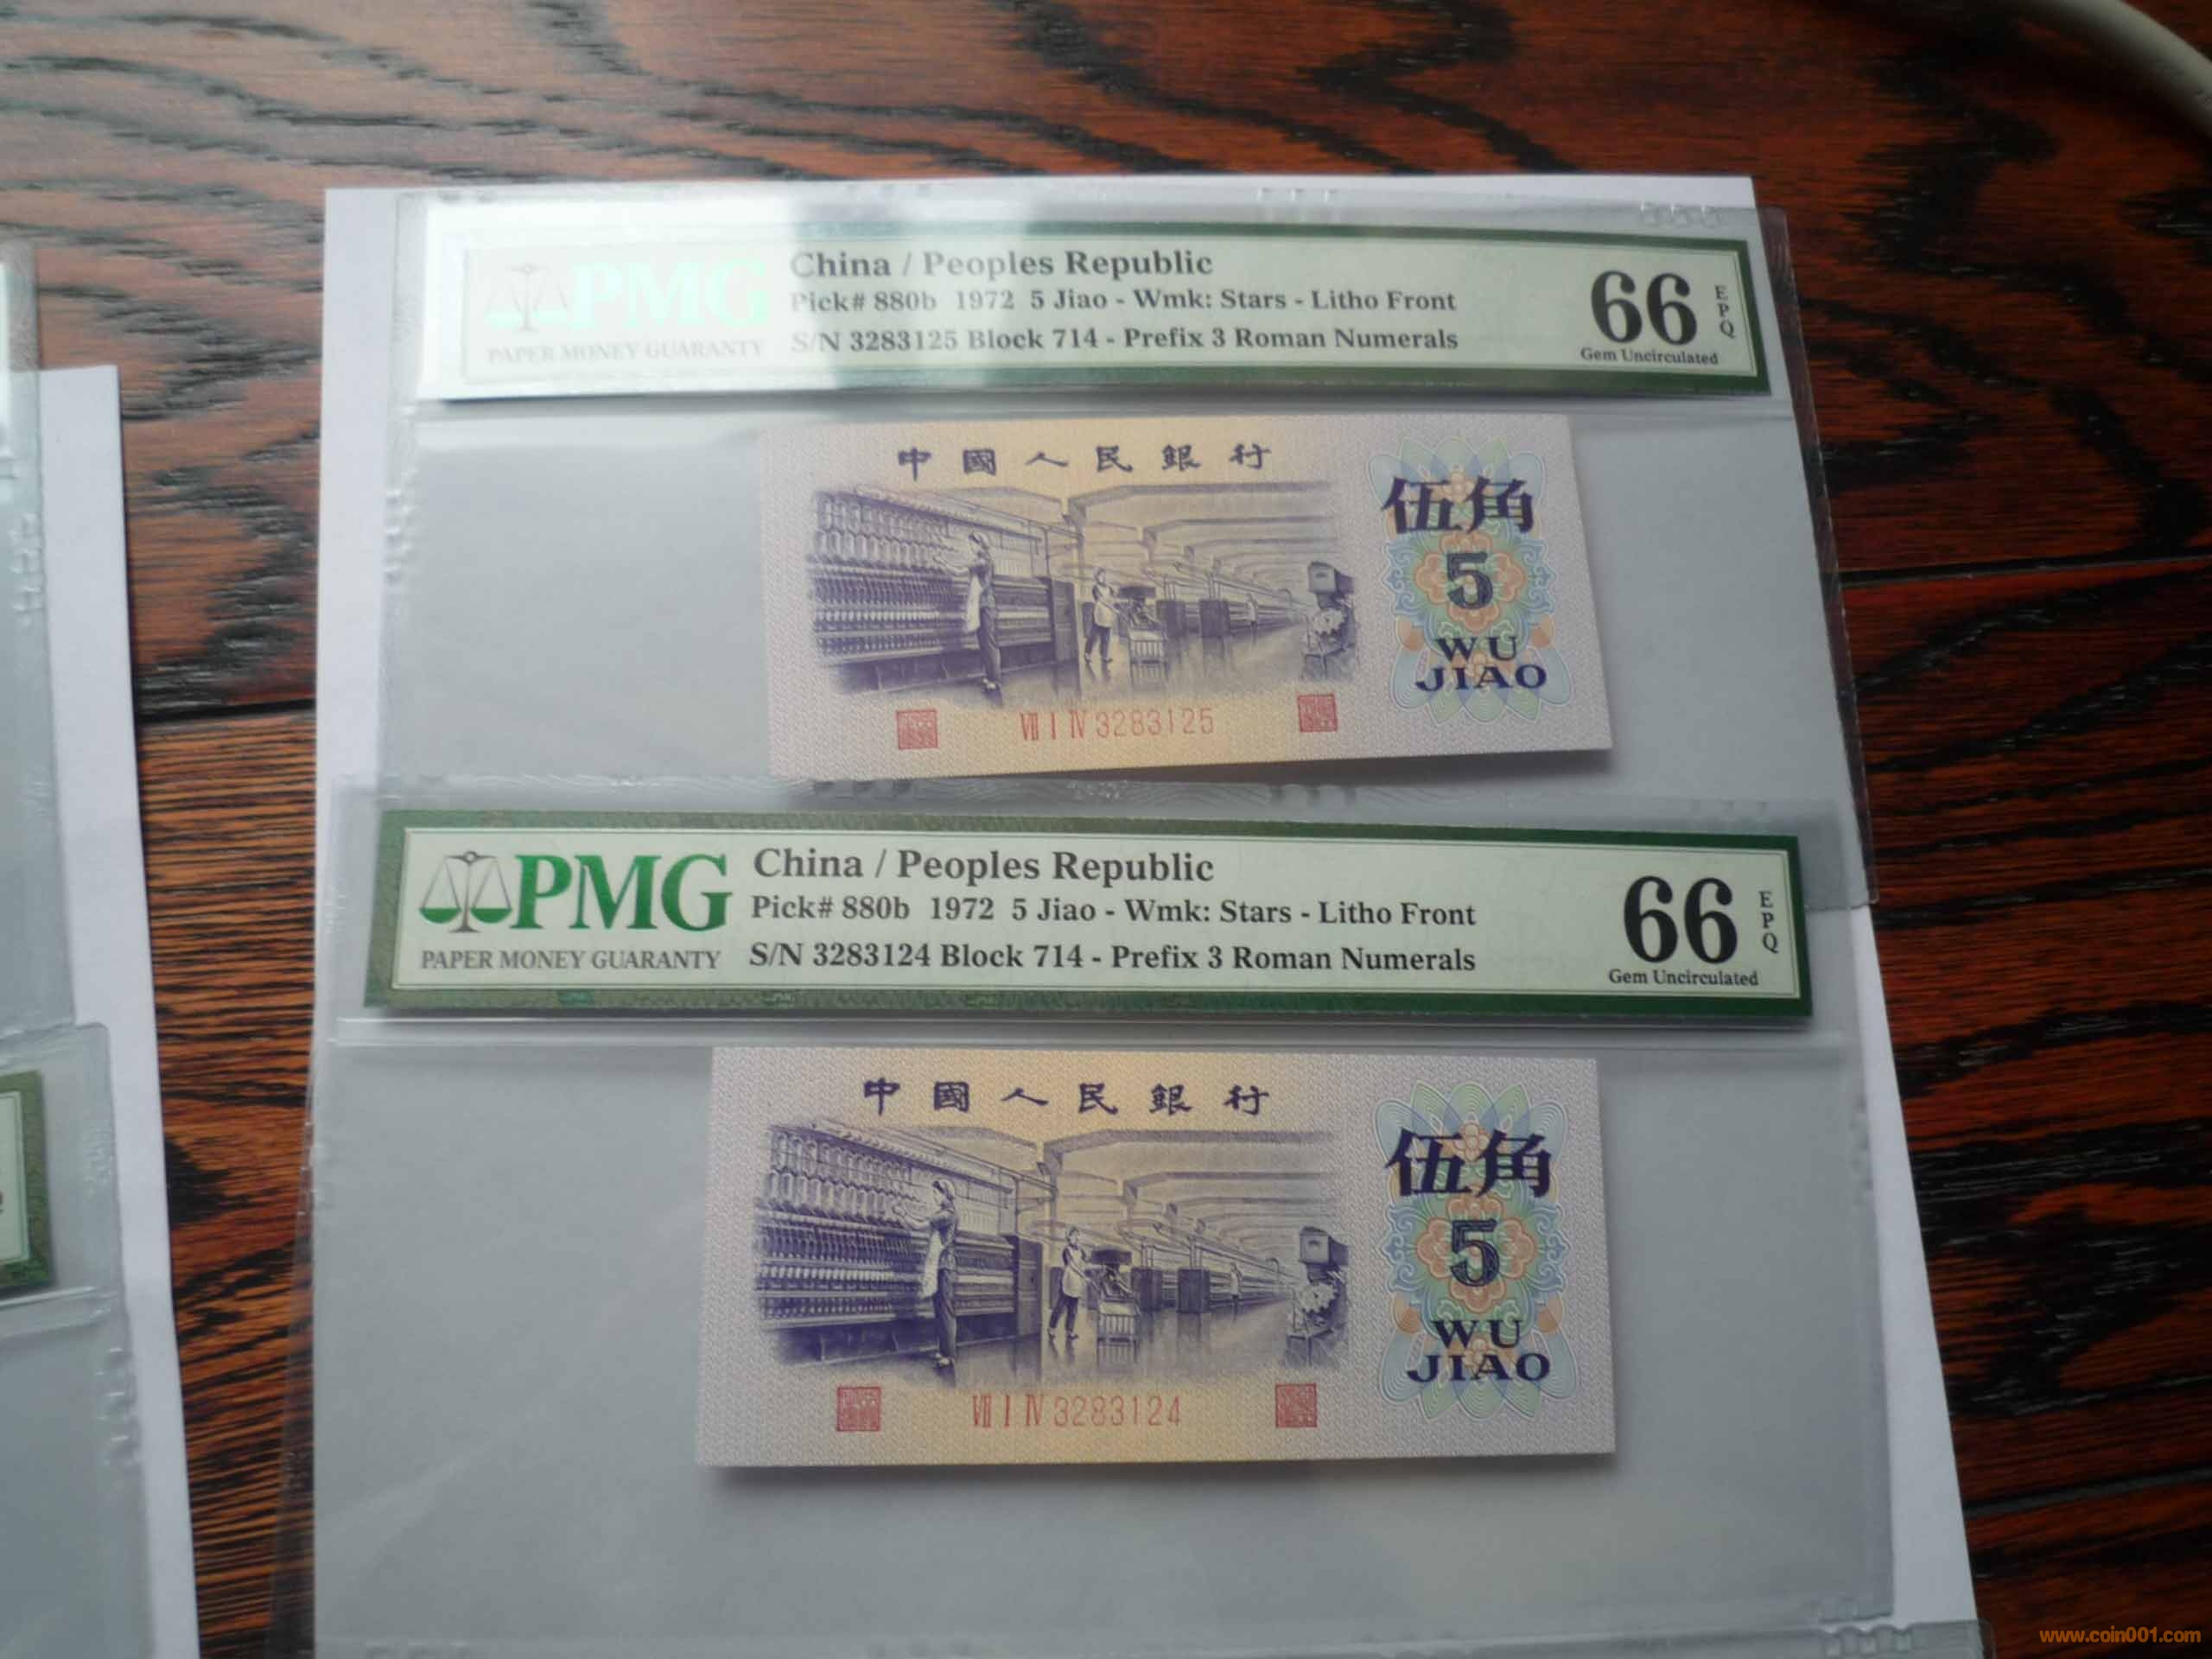 PMG
PAPER MONEY GUARANTY
China / Peoples Republic
Pick# 880b 1972 5 Jiao - Wmk: Stars - Litho Front
S/N 3283125 Block 714 - Prefix 3 Roman Numerals
66
EPQ
Gem Uncirculated
中國人民銀行
伍角
5
WU
JIAO
Ⅶ Ⅰ Ⅳ 3283125
PMG
PAPER MONEY GUARANTY
China / Peoples Republic
Pick# 880b 1972 5 Jiao - Wmk: Stars - Litho Front
S/N 3283124 Block 714 - Prefix 3 Roman Numerals
66
EPQ
Gem Uncirculated
中國人民銀行
伍角
5
WU
JIAO
Ⅶ Ⅰ Ⅳ 3283124
www.coin001.com